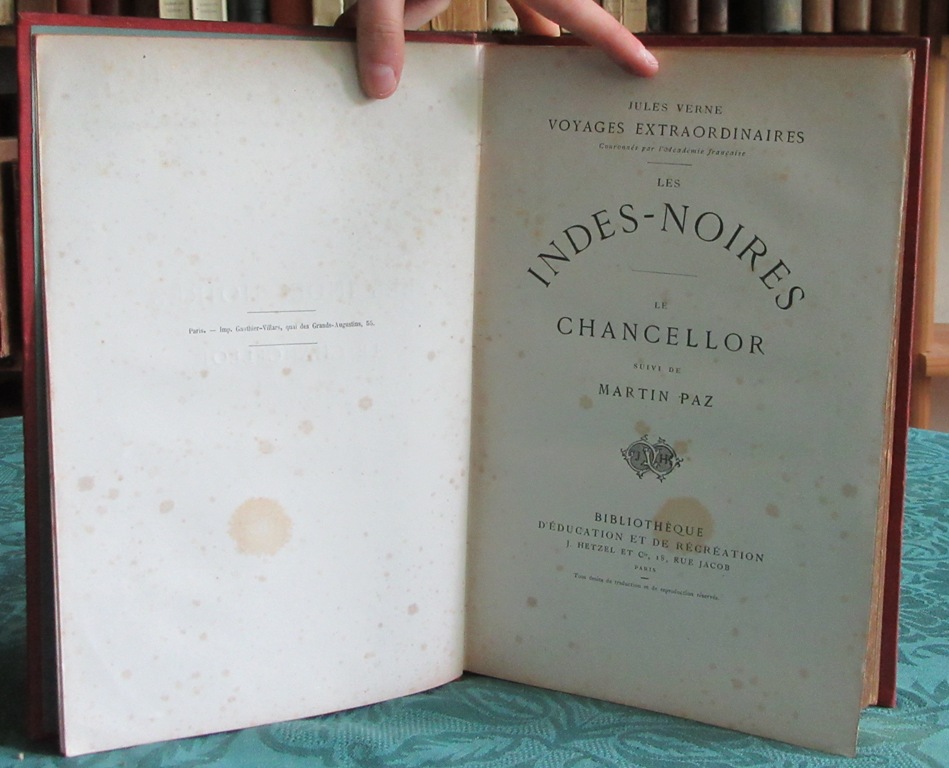 Paris. — Imp. Gauthier-Villars, quai des Grands-Augustins, 55.
JULES VERNE
VOYAGES EXTRAORDINAIRES
Couronnés par l'Académie française
LES
INDES-NOIRES
LE
CHANCELLOR
SUIVI DE
MARTIN PAZ
BIBLIOTHÈQUE
D'ÉDUCATION ET DE RÉCRÉATION
J. HETZEL ET Cie, 18, RUE JACOB
PARIS
Tous droits de traduction et de reproduction réservés.